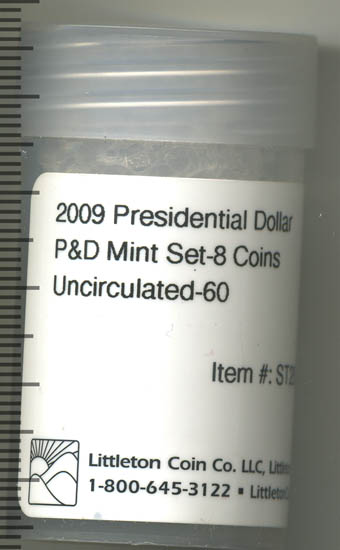 2009 Presidential Dollar
P&D Mint Set-8 Coins
Uncirculated-60
Item #:
Littleton Coin Co. LLC,
1-800-645-3122 ▪